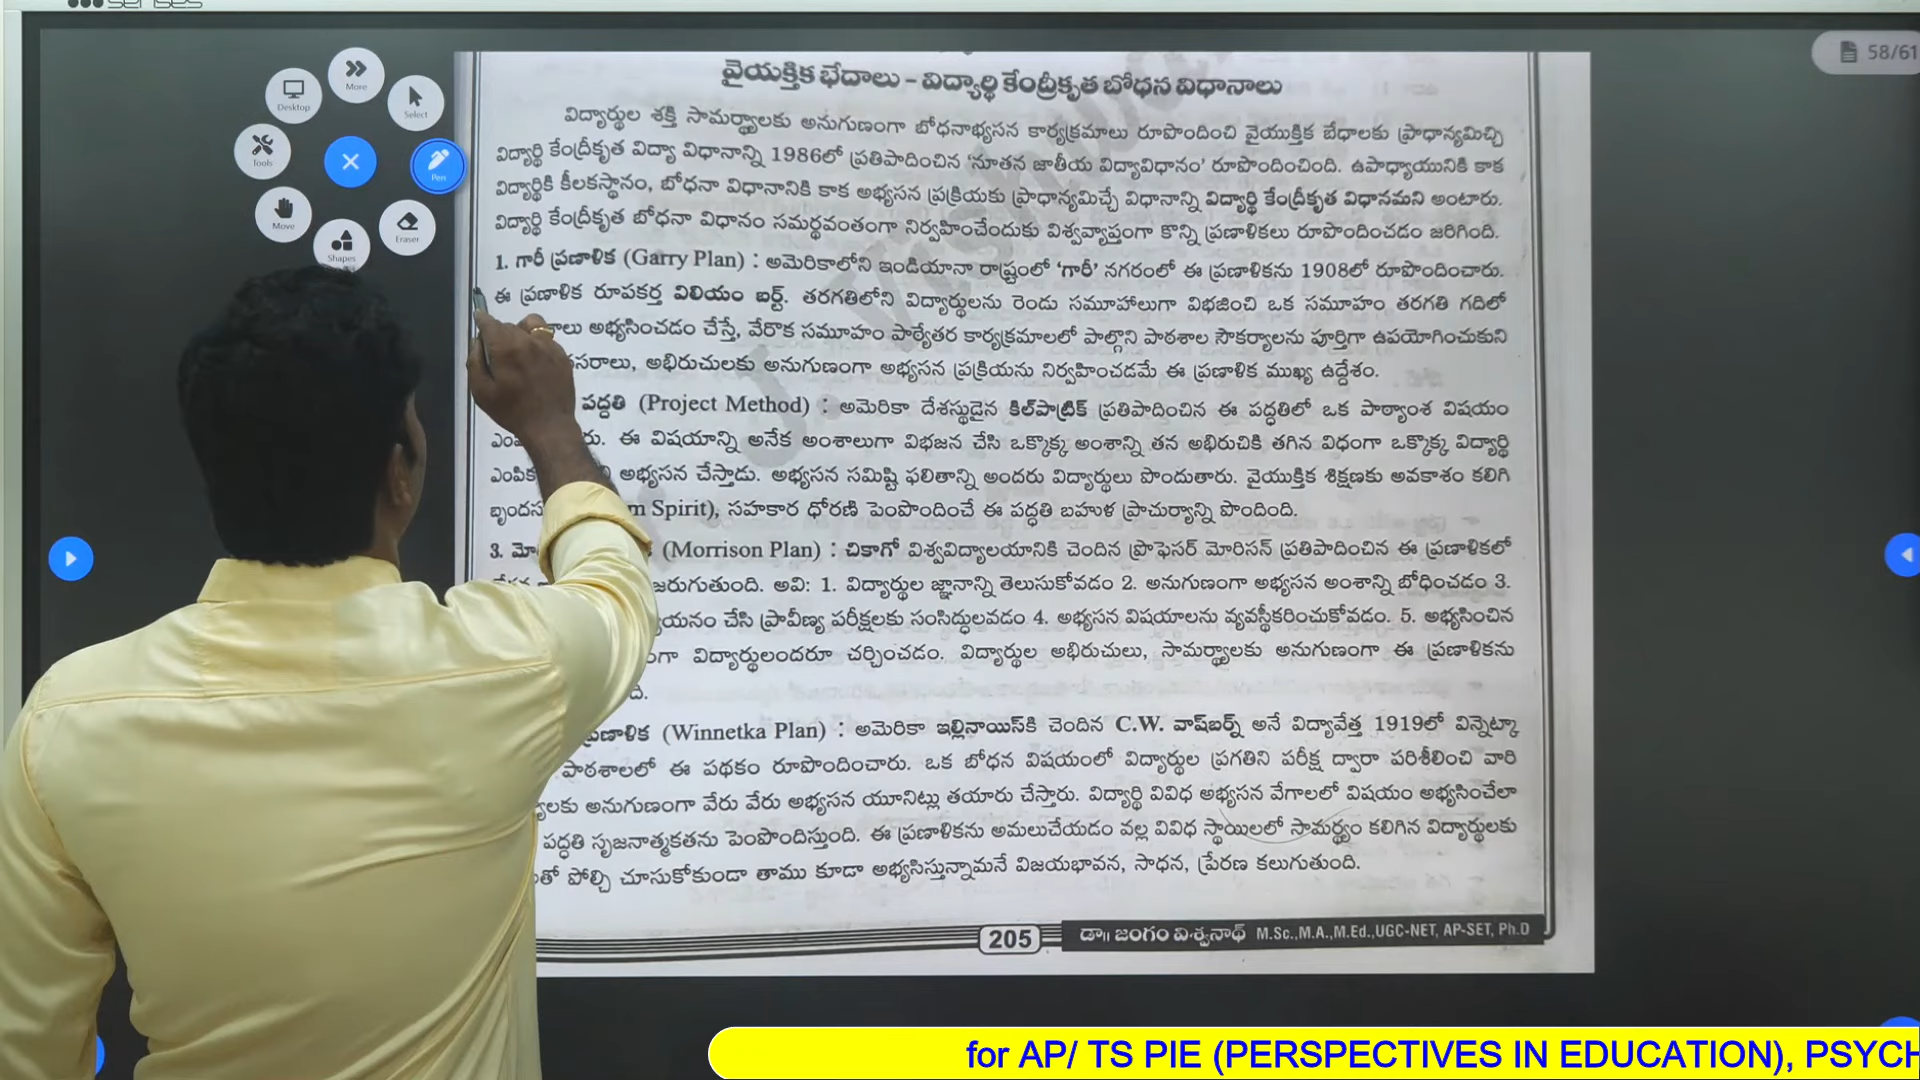 58/61
More
Desktop
Select
Tools
Pen
Move
Eraser
Shapes
వైయక్తిక భేదాలు – విద్యార్థి కేంద్రీకృత బోధన విధానాలు
విద్యార్థుల శక్తి సామర్థ్యాలకు అనుగుణంగా బోధనాభ్యసన కార్యక్రమాలు రూపొందించి వైయుక్తిక బేధాలకు ప్రాధాన్యమిచ్చి
విద్యార్థి కేంద్రీకృత విద్యా విధానాన్ని 1986లో ప్రతిపాదించిన 'నూతన జాతీయ విద్యావిధానం' రూపొందించింది. ఉపాధ్యాయునికి కాక
విద్యార్థికి కీలకస్థానం, బోధనా విధానానికి కాక అభ్యసన ప్రక్రియకు ప్రాధాన్యమిచ్చే విధానాన్ని విద్యార్థి కేంద్రీకృత విధానమని అంటారు.
విద్యార్థి కేంద్రీకృత బోధనా విధానం సమర్థవంతంగా నిర్వహించేందుకు విశ్వవ్యాప్తంగా కొన్ని ప్రణాళికలు రూపొందించడం జరిగింది.
1. గారీ ప్రణాళిక (Garry Plan) : అమెరికాలోని ఇండియానా రాష్ట్రంలో 'గారీ' నగరంలో ఈ ప్రణాళికను 1908లో రూపొందించారు.
ఈ ప్రణాళిక రూపకర్త విలియం బర్ట్. తరగతిలోని విద్యార్థులను రెండు సమూహాలుగా విభజించి ఒక సమూహం తరగతి గదిలో
అభ్యసించడం చేస్తే, వేరొక సమూహం పాఠ్యేతర కార్యక్రమాలలో పాల్గొని పాఠశాల సౌకర్యాలను పూర్తిగా ఉపయోగించుకుని
అభిరుచులకు అనుగుణంగా అభ్యసన ప్రక్రియను నిర్వహించడమే ఈ ప్రణాళిక ముఖ్య ఉద్దేశం.
పద్ధతి (Project Method) : అమెరికా దేశస్థుడైన కిల్‌పాట్రిక్ ప్రతిపాదించిన ఈ పద్ధతిలో ఒక పాఠ్యాంశ విషయం
ఈ విషయాన్ని అనేక అంశాలుగా విభజన చేసి ఒక్కొక్క అంశాన్ని తన అభిరుచికి తగిన విధంగా ఒక్కొక్క విద్యార్థి
అభ్యసన చేస్తాడు. అభ్యసన సమిష్టి ఫలితాన్ని అందరు విద్యార్థులు పొందుతారు. వైయుక్తిక శిక్షణకు అవకాశం కలిగి
Spirit), సహకార ధోరణి పెంపొందించే ఈ పద్ధతి బహుళ ప్రాచుర్యాన్ని పొందింది.
3. (Morrison Plan) : చికాగో విశ్వవిద్యాలయానికి చెందిన ప్రొఫెసర్ మోరిసన్ ప్రతిపాదించిన ఈ ప్రణాళికలో
జరుగుతుంది. అవి: 1. విద్యార్థుల జ్ఞానాన్ని తెలుసుకోవడం 2. అనుగుణంగా అభ్యసన అంశాన్ని బోధించడం 3.
చేసి ప్రావీణ్య పరీక్షలకు సంసిద్ధులవడం 4. అభ్యసన విషయాలను వ్యవస్థీకరించుకోవడం. 5. అభ్యసించిన
విద్యార్థులందరూ చర్చించడం. విద్యార్థుల అభిరుచులు, సామర్థ్యాలకు అనుగుణంగా ఈ ప్రణాళికను
ప్రణాళిక (Winnetka Plan) : అమెరికా ఇల్లినాయిస్‌కి చెందిన C.W. వాష్‌బర్న్ అనే విద్యావేత్త 1919లో విన్నెట్కా
పాఠశాలలో ఈ పథకం రూపొందించారు. ఒక బోధన విషయంలో విద్యార్థుల ప్రగతిని పరీక్ష ద్వారా పరిశీలించి వారి
అనుగుణంగా వేరు వేరు అభ్యసన యూనిట్లు తయారు చేస్తారు. విద్యార్థి వివిధ అభ్యసన వేగాలలో విషయం అభ్యసించేలా
పద్ధతి సృజనాత్మకతను పెంపొందిస్తుంది. ఈ ప్రణాళికను అమలుచేయడం వల్ల వివిధ స్థాయిలలో సామర్థ్యం కలిగిన విద్యార్థులకు
పోల్చి చూసుకోకుండా తాము కూడా అభ్యసిస్తున్నామనే విజయభావన, సాధన, ప్రేరణ కలుగుతుంది.
205
డా॥ జంగం విశ్వనాథ్ M.Sc.,M.A.,M.Ed.,UGC-NET, AP-SET, Ph.D
for AP/ TS PIE (PERSPECTIVES IN EDUCATION), PSYCH